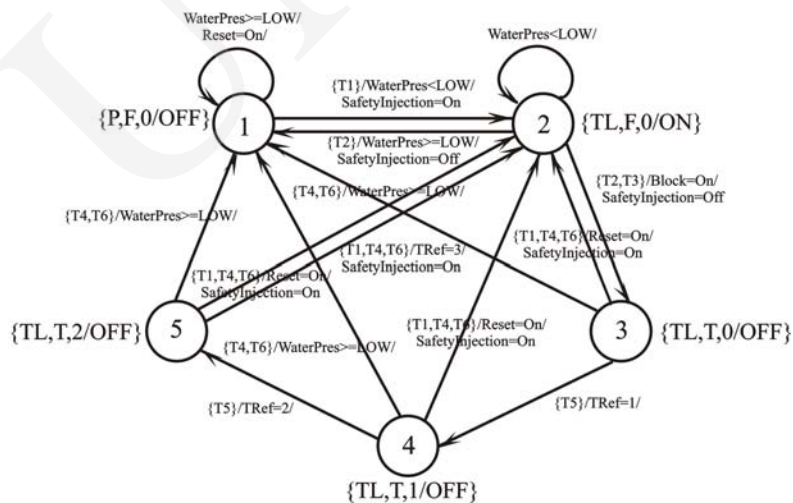 WaterPres>=LOW/
Reset=On/
WaterPres<LOW/
{T1}/WaterPres<LOW/
SafetyInjection=On
{P,F,0/OFF}
1
2
{TL,F,0/ON}
{T2}/WaterPres>=LOW/
SafetyInjection=Off
{T4,T6}/WaterPres>=LOW/
{T2,T3}/Block=On/
SafetyInjection=Off
{T4,T6}/WaterPres>=LOW/
{T1,T4,T6}/TRef=3/
SafetyInjection=On
{T1,T4,T6}/Reset=On/
SafetyInjection=On
{T1,T4,T6}/Reset=On/
SafetyInjection=On
{TL,T,2/OFF}
5
{T1,T4,T6}/Reset=On/
SafetyInjection=On
3
{TL,T,0/OFF}
{T4,T6}/WaterPres>=LOW/
{T5}/TRef=2/
{T5}/TRef=1/
4
{TL,T,1/OFF}